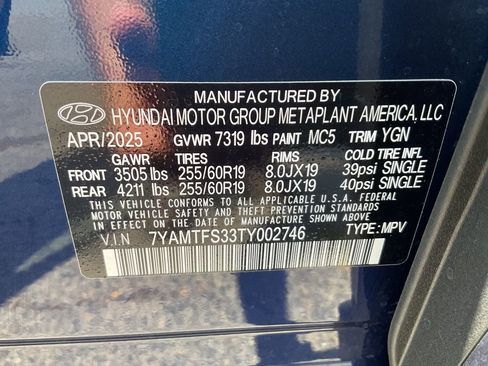 MANUFACTURED BY
HYUNDAI MOTOR GROUP METAPLANT AMERICA, LLC
APR/2025 GVWR 7319 lbs PAINT MC5 TRIM YGN
GAWR TIRES RIMS COLD TIRE INFL
FRONT 3505 lbs 255/60R19 8.0JX19 39psi SINGLE
REAR 4211 lbs 255/60R19 8.0JX19 40psi SINGLE
THIS VEHICLE CONFORMS TO ALL APPLICABLE U.S.A. FEDERAL
MOTOR VEHICLE SAFETY AND THEFT PREVENTION STANDARDS
IN EFFECT ON THE DATE OF MANUFACTURE SHOWN ABOVE.
V.I.N 7YAMTFS33TY002746 TYPE: MPV